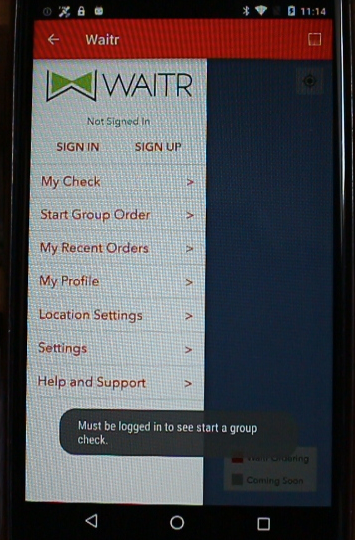 11:14
Waitr
WAITR
Not Signed In
SIGN IN SIGN UP
My Check >
Start Group Order >
My Recent Orders >
My Profile >
Location Settings >
Settings >
Help and Support >
Must be logged in to see start a group
check.
Waitr Ordering
Coming Soon